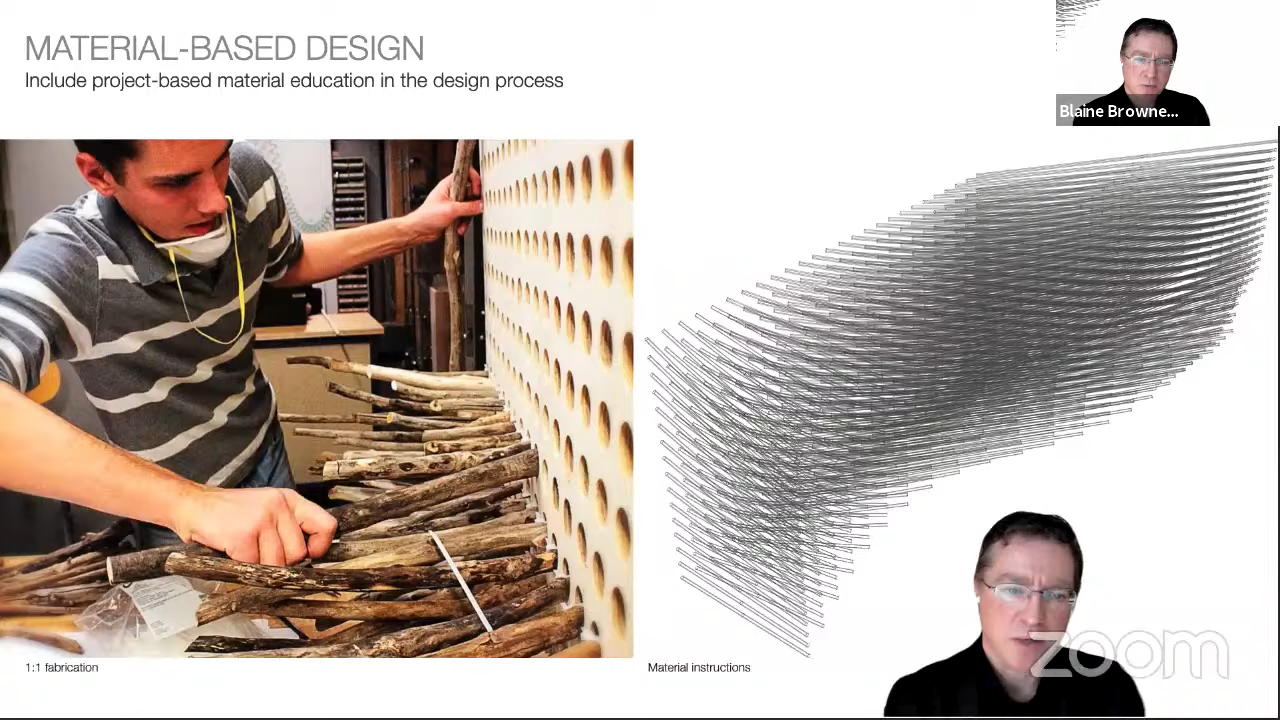 MATERIAL-BASED DESIGN
Include project-based material education in the design process
Blaine Browne...
1:1 fabrication
Material instructions
zoom